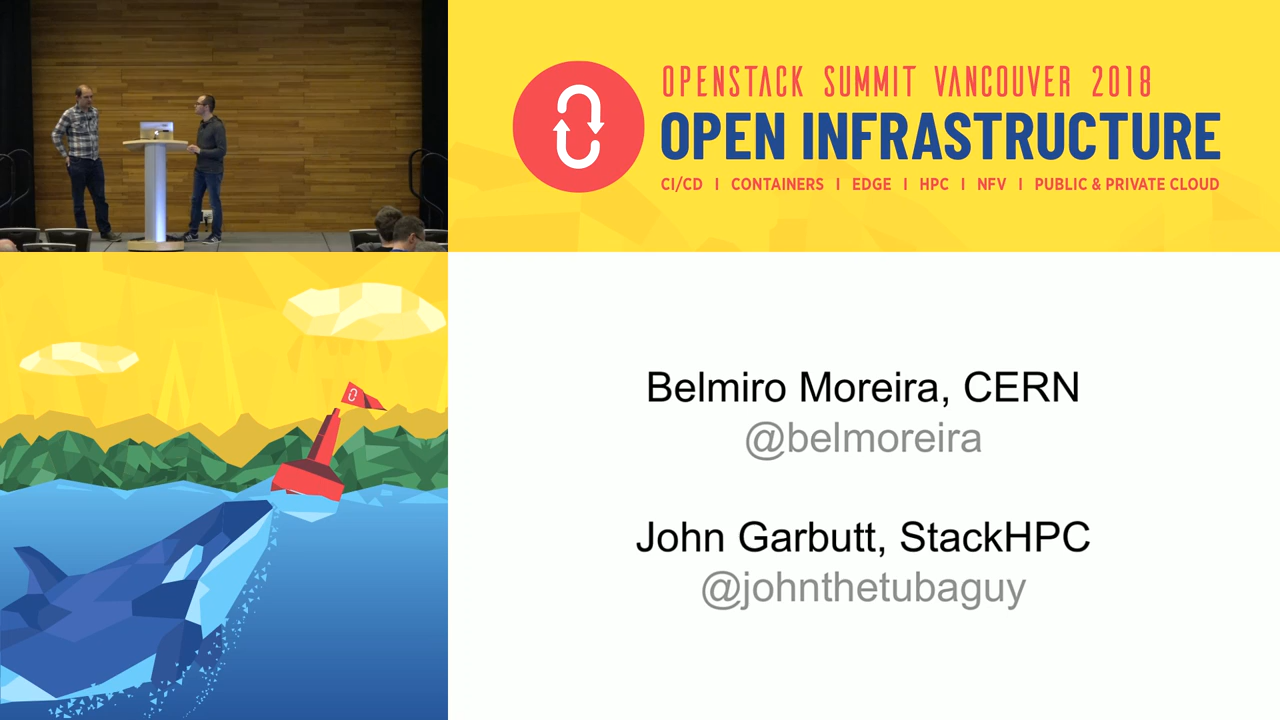 OPENSTACK SUMMIT VANCOUVER 2018
OPEN INFRASTRUCTURE
CI/CD I CONTAINERS I EDGE I HPC I NFV I PUBLIC & PRIVATE CLOUD
Belmiro Moreira, CERN
@belmoreira
John Garbutt, StackHPC
@johnthetubaguy